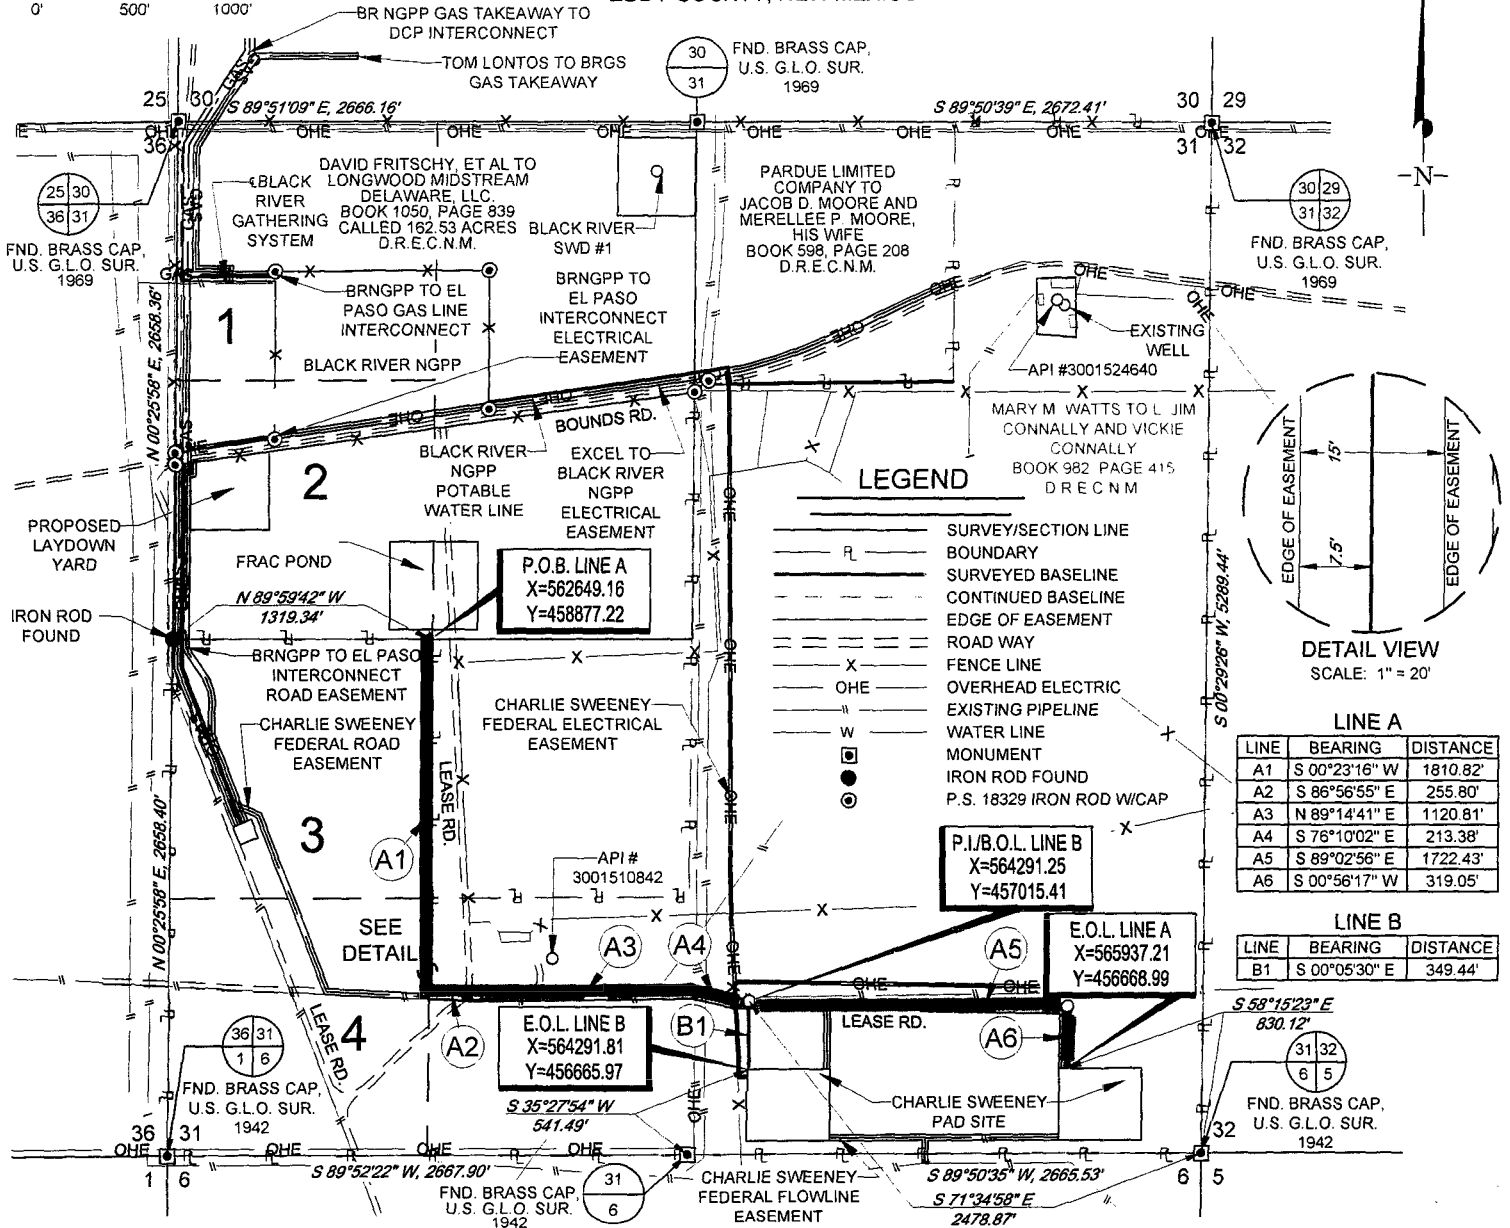 0' 500' 1000'
BR NGPP GAS TAKEAWAY TO
DCP INTERCONNECT
TOM LONTOS TO BRGS
GAS TAKEAWAY
30
31
FND. BRASS CAP,
U.S. G.L.O. SUR.
1969
25 30
36
S 89°51'09" E, 2666.16'
S 89°50'39" E, 2672.41'
30 29
31 32
-N-
25 30
36 31
FND. BRASS CAP,
U.S. G.L.O. SUR.
1969
30 29
31 32
FND. BRASS CAP,
U.S. G.L.O. SUR.
1969
BLACK
RIVER
GATHERING
SYSTEM
DAVID FRITSCHY, ET AL TO
LONGWOOD MIDSTREAM
DELAWARE, LLC.
BOOK 1050, PAGE 839
CALLED 162.53 ACRES
D.R.E.C.N.M.
BLACK RIVER
SWD #1
PARDUE LIMITED
COMPANY TO
JACOB D. MOORE AND
MERELLEE P. MOORE,
HIS WIFE
BOOK 598, PAGE 208
D.R.E.C.N.M.
BRNGPP TO EL
PASO GAS LINE
INTERCONNECT
BRNGPP TO
EL PASO
INTERCONNECT
ELECTRICAL
EASEMENT
BLACK RIVER NGPP
1
N 00°25'58" E, 2658.36'
EXISTING
WELL
API #3001524640
MARY M WATTS TO L JIM
CONNALLY AND VICKIE
CONNALLY
BOOK 982 PAGE 415
D R E C N M
BOUNDS RD.
BLACK RIVER
NGPP
POTABLE
WATER LINE
EXCEL TO
BLACK RIVER
NGPP
ELECTRICAL
EASEMENT
2
PROPOSED
LAYDOWN
YARD
FRAC POND
IRON ROD
FOUND
N 89°59'42" W
1319.34'
P.O.B. LINE A
X=562649.16
Y=458877.22
LEGEND
SURVEY/SECTION LINE
PL BOUNDARY
SURVEYED BASELINE
CONTINUED BASELINE
EDGE OF EASEMENT
ROAD WAY
X FENCE LINE
OHE OVERHEAD ELECTRIC
\\ EXISTING PIPELINE
W WATER LINE
MONUMENT
IRON ROD FOUND
P.S. 18329 IRON ROD W/CAP
S 00°29'26" W, 5289.44'
EDGE OF EASEMENT
15'
7.5'
EDGE OF EASEMENT
DETAIL VIEW
SCALE: 1" = 20'
BRNGPP TO EL PASO
INTERCONNECT
ROAD EASEMENT
CHARLIE SWEENEY
FEDERAL ROAD
EASEMENT
CHARLIE SWEENEY
FEDERAL ELECTRICAL
EASEMENT
LEASE RD.
3
A1
API #
3001510842
N 00°25'58" E, 2658.40'
SEE
DETAIL
A3
A4
P.I./B.O.L. LINE B
X=564291.25
Y=457015.41
A5
E.O.L. LINE A
X=565937.21
Y=456668.99
LINE A
LINE BEARING DISTANCE
A1 S 00°23'16" W 1810.82'
A2 S 86°56'55" E 255.80'
A3 N 89°14'41" E 1120.81'
A4 S 76°10'02" E 213.38'
A5 S 89°02'56" E 1722.43'
A6 S 00°56'17" W 319.05'
LINE B
LINE BEARING DISTANCE
B1 S 00°05'30" E 349.44'
LEASE RD.
4
A2
E.O.L. LINE B
X=564291.81
Y=456665.97
B1
LEASE RD.
A6
S 58°15'23" E
830.12'
36 31
1 6
FND. BRASS CAP,
U.S. G.L.O. SUR.
1942
S 35°27'54" W
541.49'
CHARLIE SWEENEY
PAD SITE
31 32
6 5
FND. BRASS CAP,
U.S. G.L.O. SUR.
1942
36 31
1 6
S 89°52'22" W, 2667.90'
FND. BRASS CAP,
U.S. G.L.O. SUR.
1942
31
6
CHARLIE SWEENEY
FEDERAL FLOWLINE
EASEMENT
S 89°50'35" W, 2665.53'
S 71°34'58" E
2478.87'
32
6 5